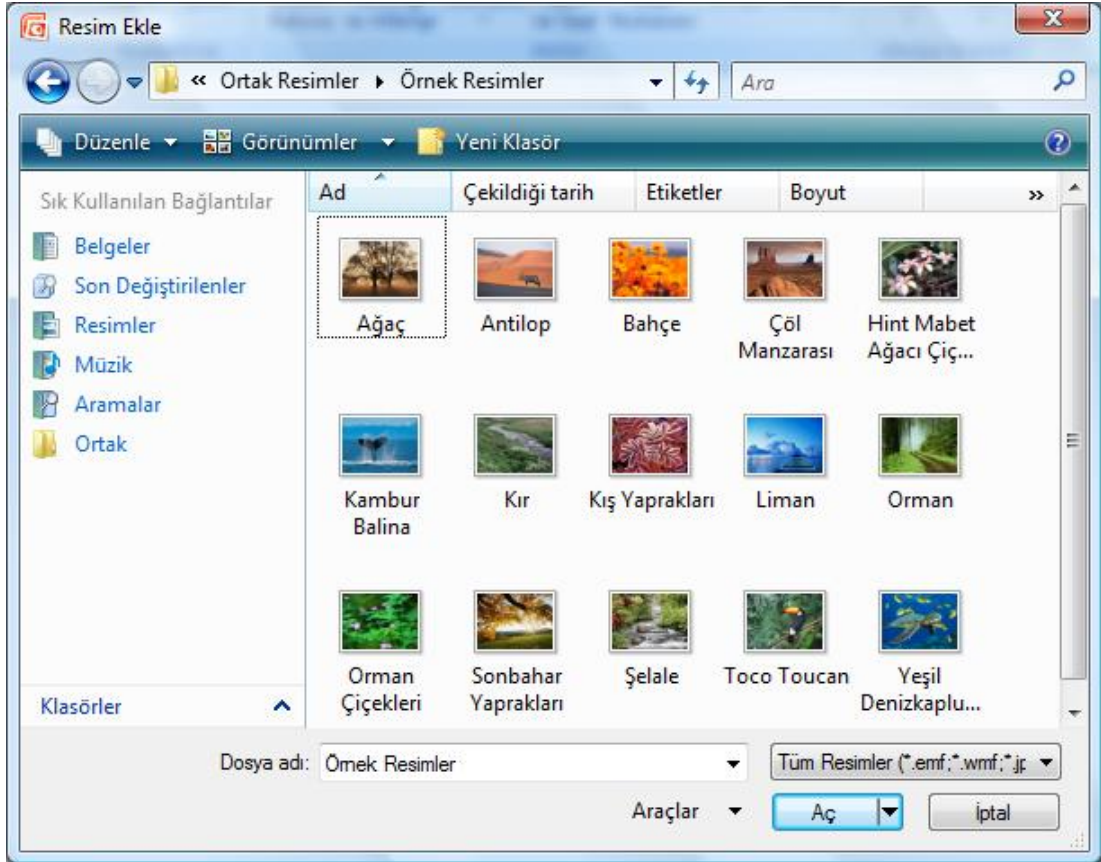 Resim Ekle
« Ortak Resimler ▸ Örnek Resimler
Ara
Düzenle
Görünümler
Yeni Klasör
Sık Kullanılan Bağlantılar
Belgeler
Son Değiştirilenler
Resimler
Müzik
Aramalar
Ortak
Klasörler
Ad
Çekildiği tarih
Etiketler
Boyut
»
Ağaç
Antilop
Bahçe
Çöl
Manzarası
Hint Mabet
Ağacı Çiç...
Kambur
Balina
Kır
Kış Yaprakları
Liman
Orman
Orman
Çiçekleri
Sonbahar
Yaprakları
Şelale
Toco Toucan
Yeşil
Denizkaplu...
Dosya adı:
Örnek Resimler
Tüm Resimler (*.emf;*.wmf;*.jp
Araçlar
Aç
İptal